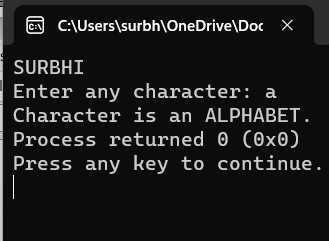 C:\Users\surbh\OneDrive\Doc
SURBHI
Enter any character: a
Character is an ALPHABET.
Process returned 0 (0x0)
Press any key to continue.